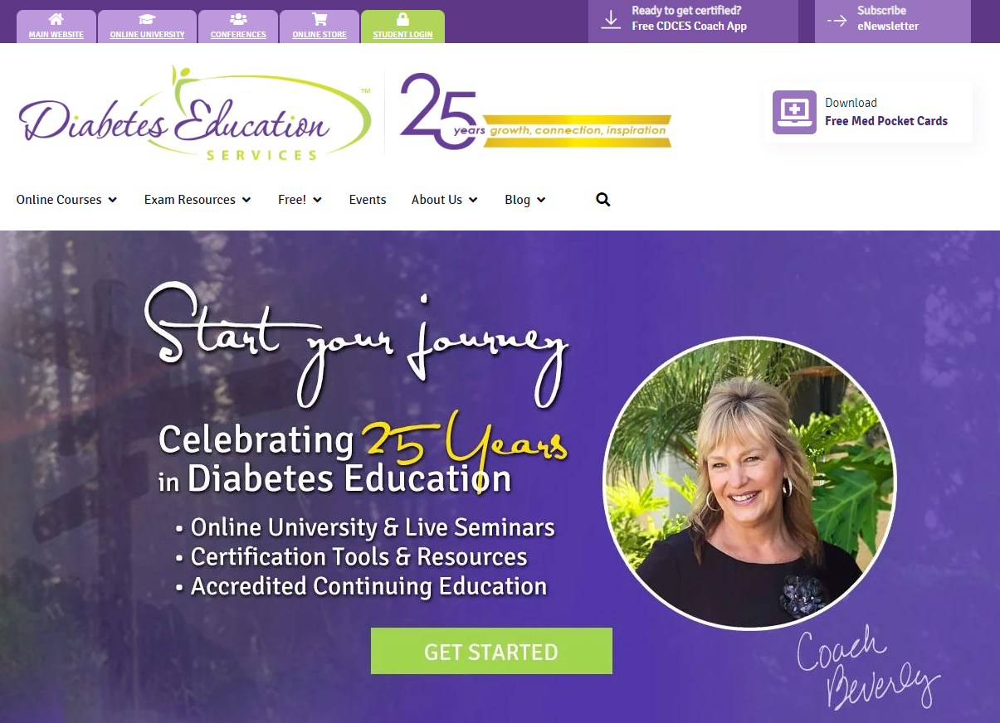 MAIN WEBSITE
ONLINE UNIVERSITY
CONFERENCES
ONLINE STORE
STUDENT LOGIN
Ready to get certified?
Free CDCES Coach App
Subscribe
eNewsletter
Diabetes Education™
SERVICES
25 years growth, connection, inspiration
Download
Free Med Pocket Cards
Online Courses
Exam Resources
Free!
Events
About Us
Blog
Start your journey
Celebrating 25 Years
in Diabetes Education
• Online University & Live Seminars
• Certification Tools & Resources
• Accredited Continuing Education
GET STARTED
Coach
Beverly